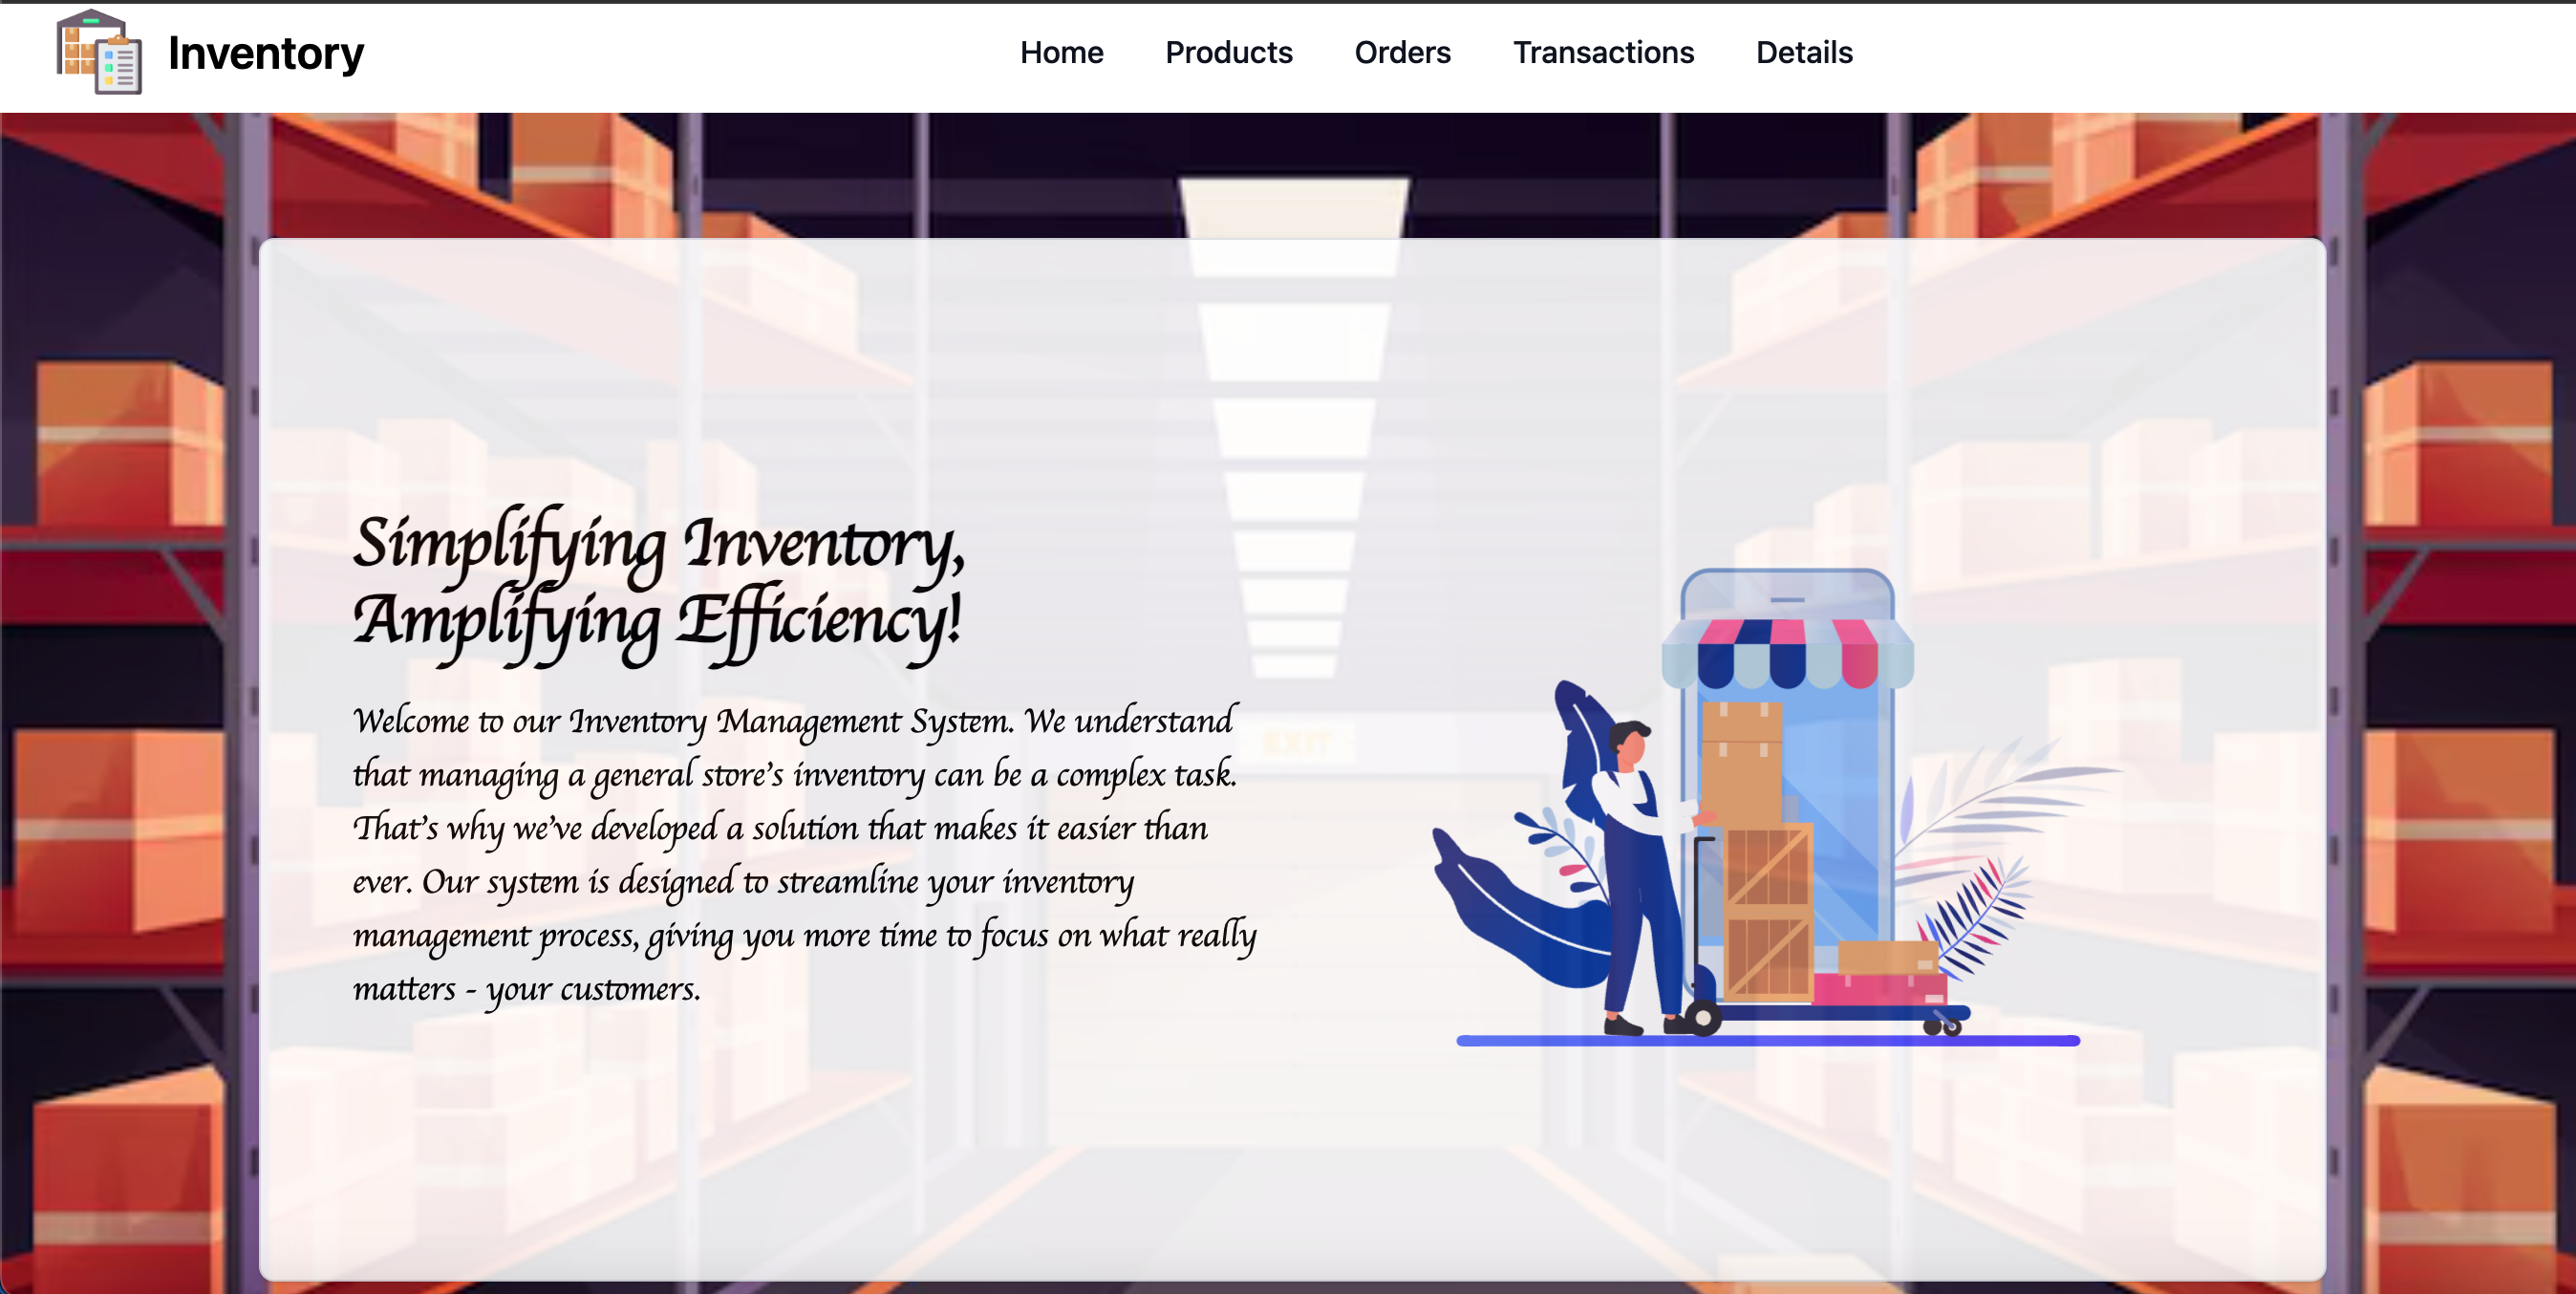 Inventory
Home Products Orders Transactions Details
Simplifying Inventory,
Amplifying Efficiency!
Welcome to our Inventory Management System. We understand
that managing a general store's inventory can be a complex task.
That's why we've developed a solution that makes it easier than
ever. Our system is designed to streamline your inventory
management process, giving you more time to focus on what really
matters - your customers.
EXIT